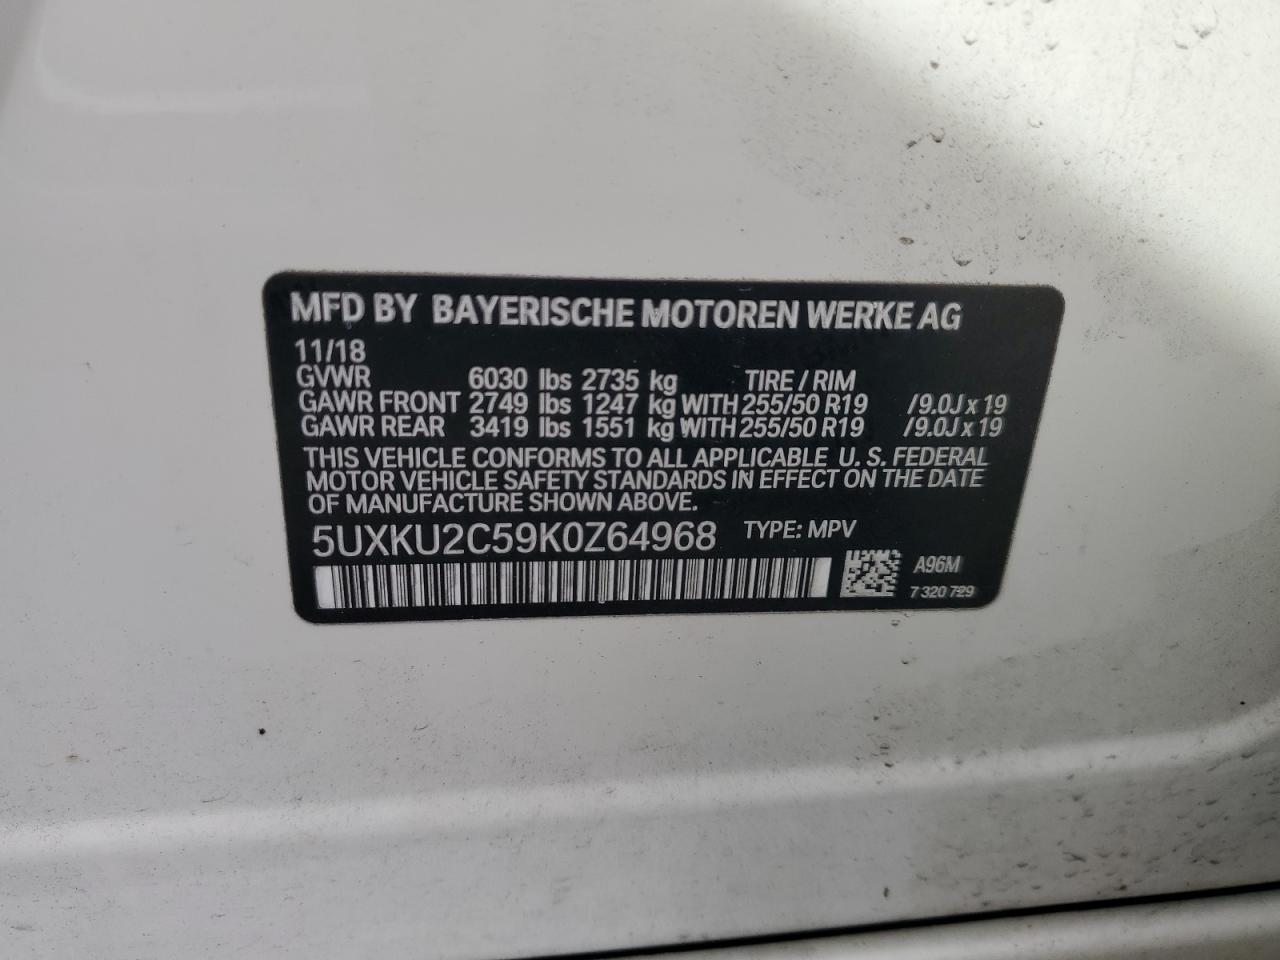 MFD BY BAYERISCHE MOTOREN WERKE AG
11/18
GVWR 6030 lbs 2735 kg TIRE / RIM
GAWR FRONT 2749 lbs 1247 kg WITH 255/50 R19 /9.0J x 19
GAWR REAR 3419 lbs 1551 kg WITH 255/50 R19 /9.0J x 19
THIS VEHICLE CONFORMS TO ALL APPLICABLE U. S. FEDERAL
MOTOR VEHICLE SAFETY STANDARDS IN EFFECT ON THE DATE
OF MANUFACTURE SHOWN ABOVE.
5UXKU2C59K0Z64968 TYPE: MPV
A96M
7 320 729